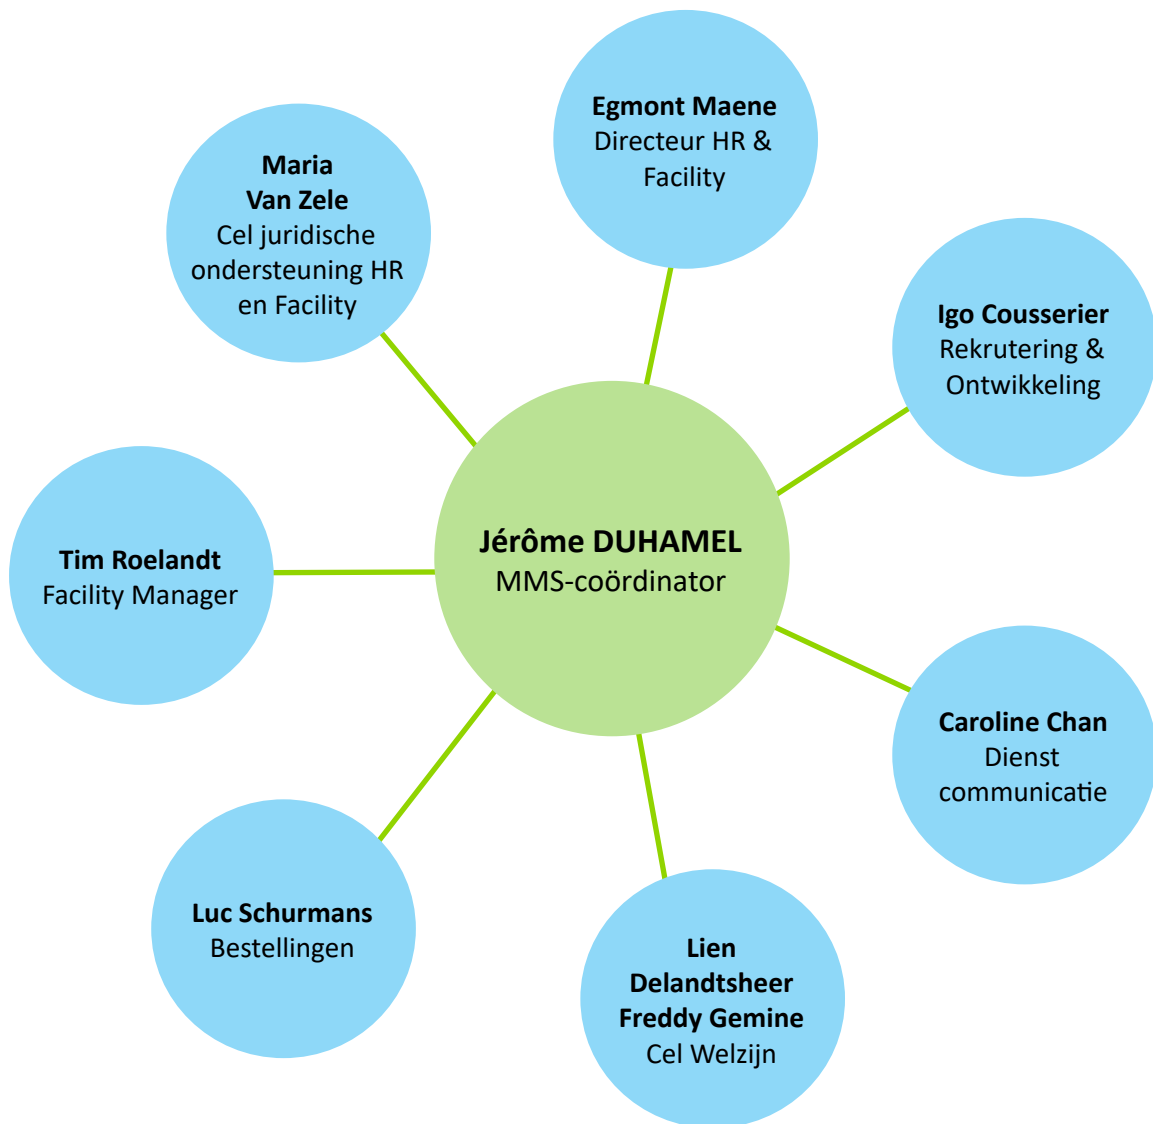 Egmont Maene
Directeur HR &
Facility
Maria
Van Zele
Cel juridische
ondersteuning HR
en Facility
Igo Cousserier
Rekrutering &
Ontwikkeling
Jérôme DUHAMEL
MMS-coördinator
Tim Roelandt
Facility Manager
Caroline Chan
Dienst
communicatie
Luc Schurmans
Bestellingen
Lien
Delandtsheer
Freddy Gemine
Cel Welzijn